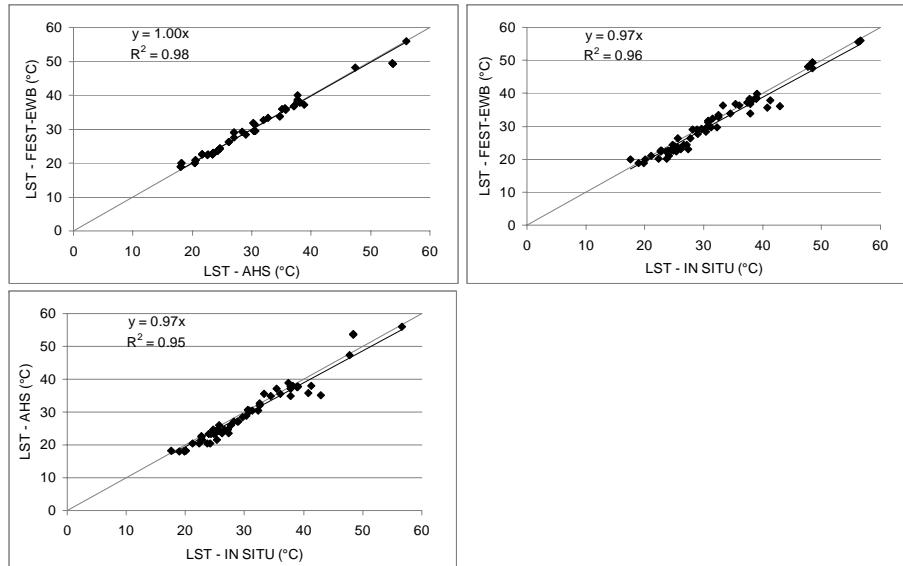 y = 1.00x
R² = 0.98
60
50
40
30
20
10
0
LST - FEST-EWB (°C)
0 10 20 30 40 50 60
LST - AHS (°C)
y = 0.97x
R² = 0.96
60
50
40
30
20
10
0
LST - FEST-EWB (°C)
0 10 20 30 40 50 60
LST - IN SITU (°C)
y = 0.97x
R² = 0.95
60
50
40
30
20
10
0
LST - AHS (°C)
0 10 20 30 40 50 60
LST - IN SITU (°C)